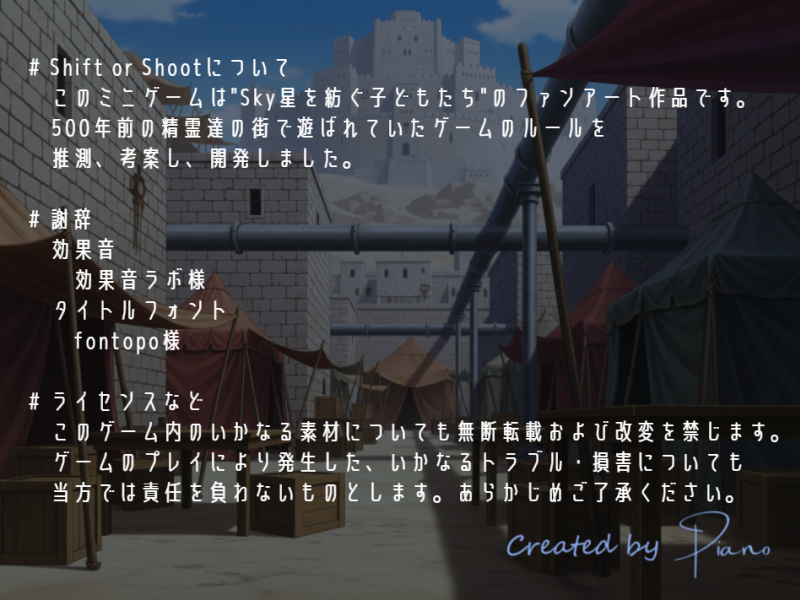 # Shift or Shootについて
このミニゲームは"Sky星を紡ぐ子どもたち"のファンアート作品です。
500年前の精霊達の街で遊ばれていたゲームのルールを
推測、考案し、開発しました。
# 謝辞
効果音
効果音ラボ様
タイトルフォント
fontopo様
# ライセンスなど
このゲーム内のいかなる素材についても無断転載および改変を禁じます。
ゲームのプレイにより発生した、いかなるトラブル・損害についても
当方では責任を負わないものとします。あらかじめご了承ください。
Created by Piano